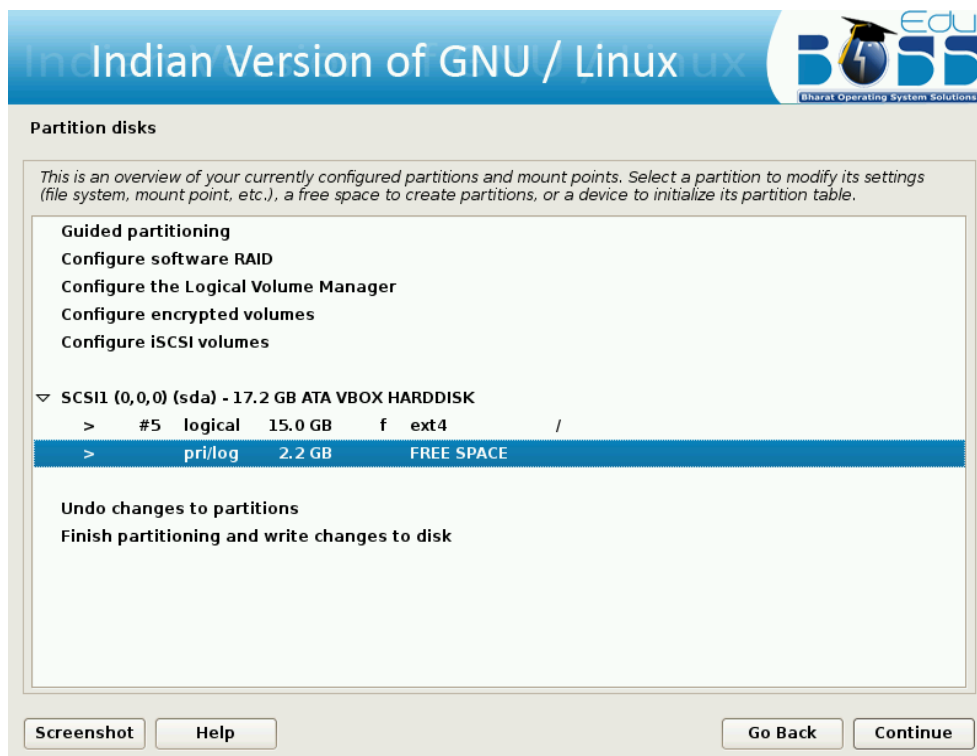 Indian Version of GNU / Linux
Edu
BOSS
Bharat Operating System Solutions
Partition disks
This is an overview of your currently configured partitions and mount points. Select a partition to modify its settings
(file system, mount point, etc.), a free space to create partitions, or a device to initialize its partition table.
Guided partitioning
Configure software RAID
Configure the Logical Volume Manager
Configure encrypted volumes
Configure iSCSI volumes
SCSI1 (0,0,0) (sda) - 17.2 GB ATA VBOX HARDDISK
> #5 logical 15.0 GB f ext4 /
> pri/log 2.2 GB FREE SPACE
Undo changes to partitions
Finish partitioning and write changes to disk
Screenshot Help Go Back Continue